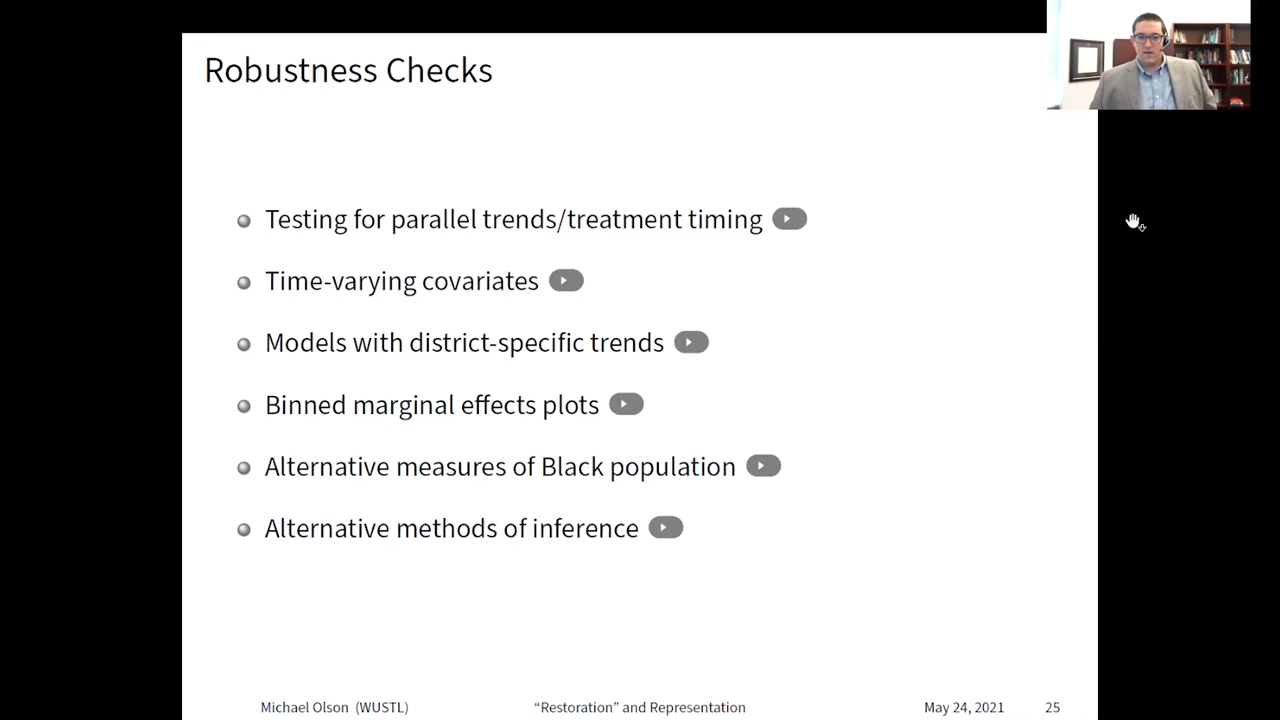 Robustness Checks
Testing for parallel trends/treatment timing
Time-varying covariates
Models with district-specific trends
Binned marginal effects plots
Alternative measures of Black population
Alternative methods of inference
Michael Olson (WUSTL) “Restoration” and Representation May 24, 2021 25